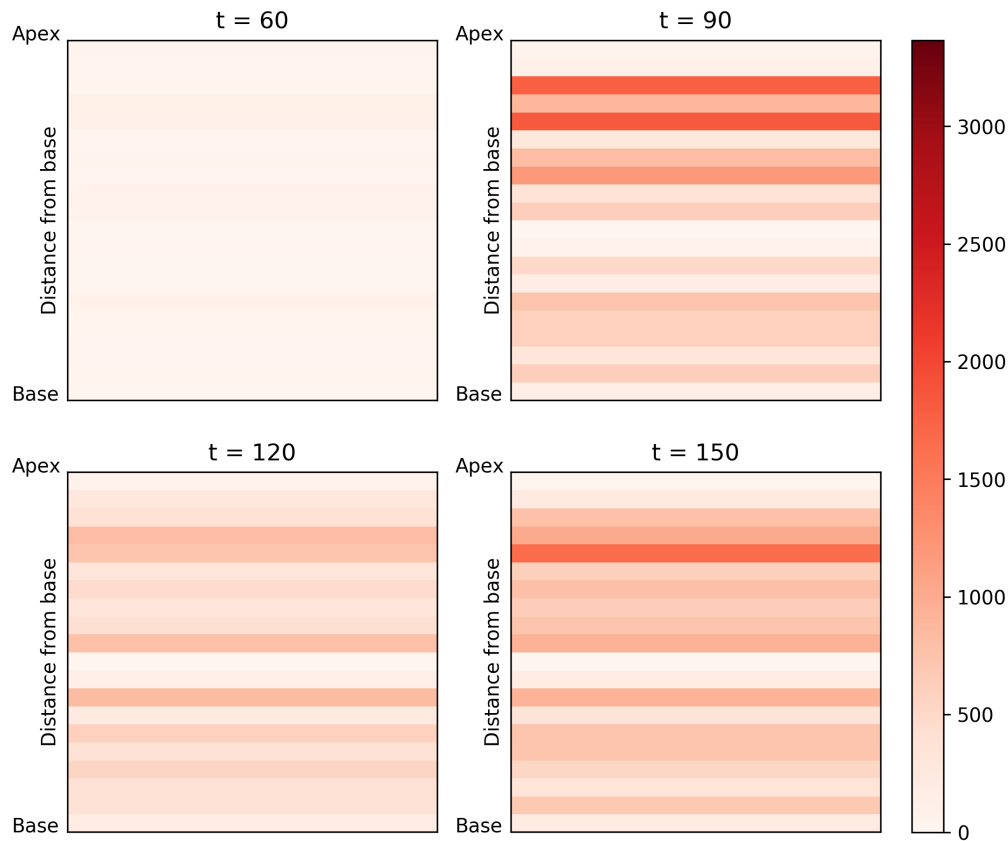 t = 60
Apex
Distance from base
Base
t = 90
Apex
Distance from base
Base
t = 120
Apex
Distance from base
Base
t = 150
Apex
Distance from base
Base
3000
2500
2000
1500
1000
500
0